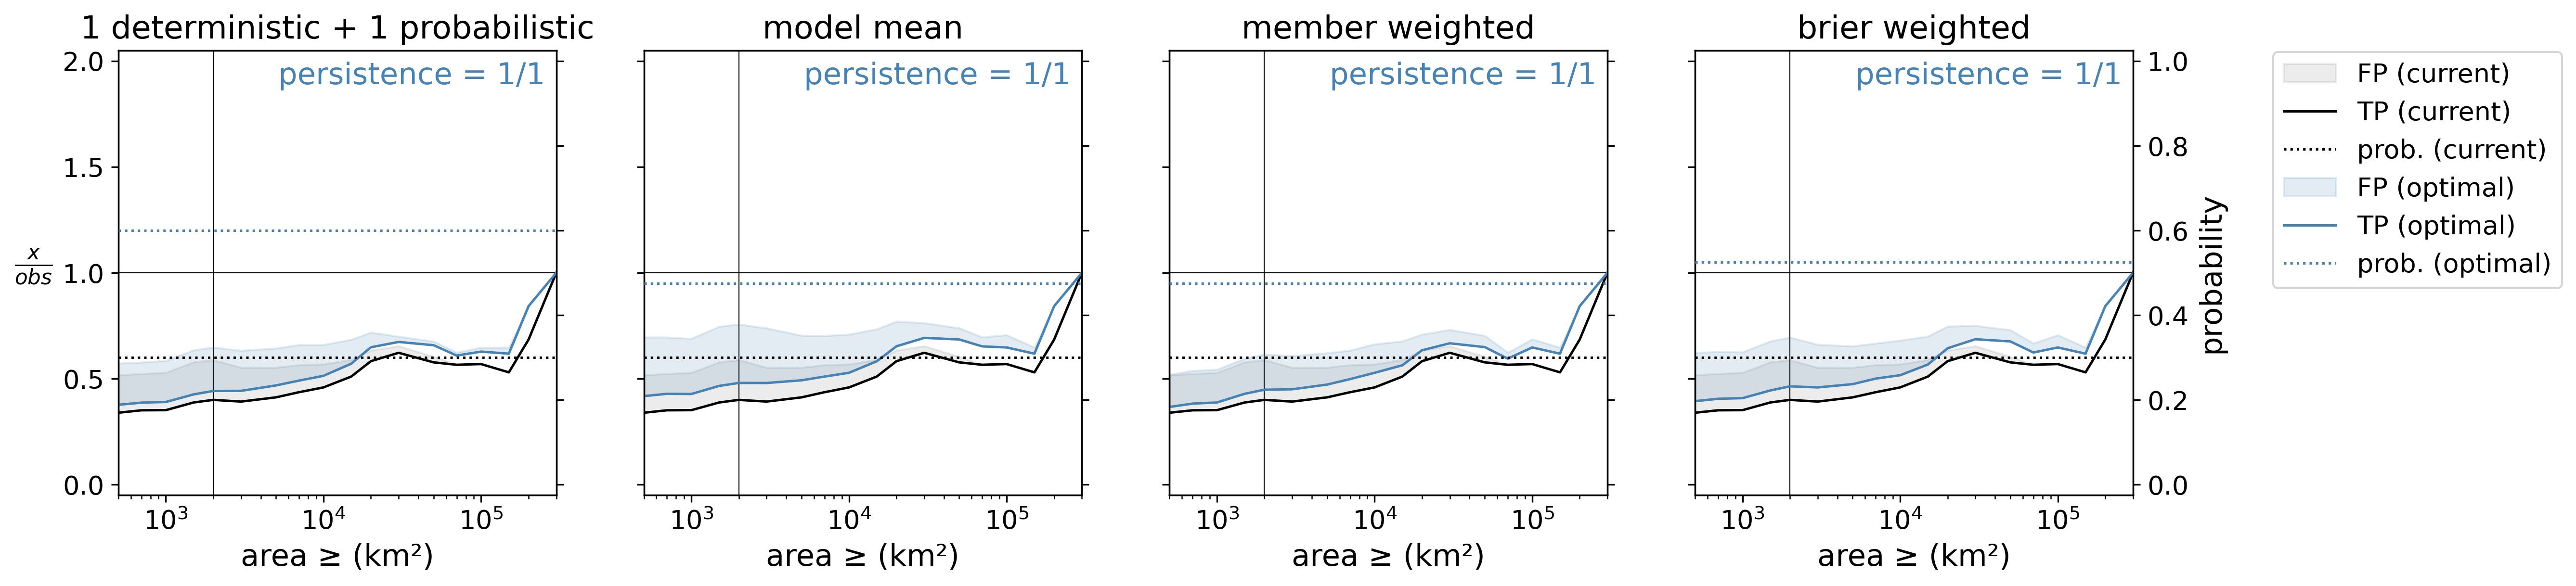 1 deterministic + 1 probabilistic
model mean
member weighted
brier weighted
persistence = 1/1
persistence = 1/1
persistence = 1/1
persistence = 1/1
2.0
1.5
1.0
0.5
0.0
x
obs
1.0
0.8
0.6
0.4
0.2
0.0
probability
10³
10⁴
10⁵
10³
10⁴
10⁵
10³
10⁴
10⁵
10³
10⁴
10⁵
area ≥ (km²)
area ≥ (km²)
area ≥ (km²)
area ≥ (km²)
FP (current)
TP (current)
prob. (current)
FP (optimal)
TP (optimal)
prob. (optimal)